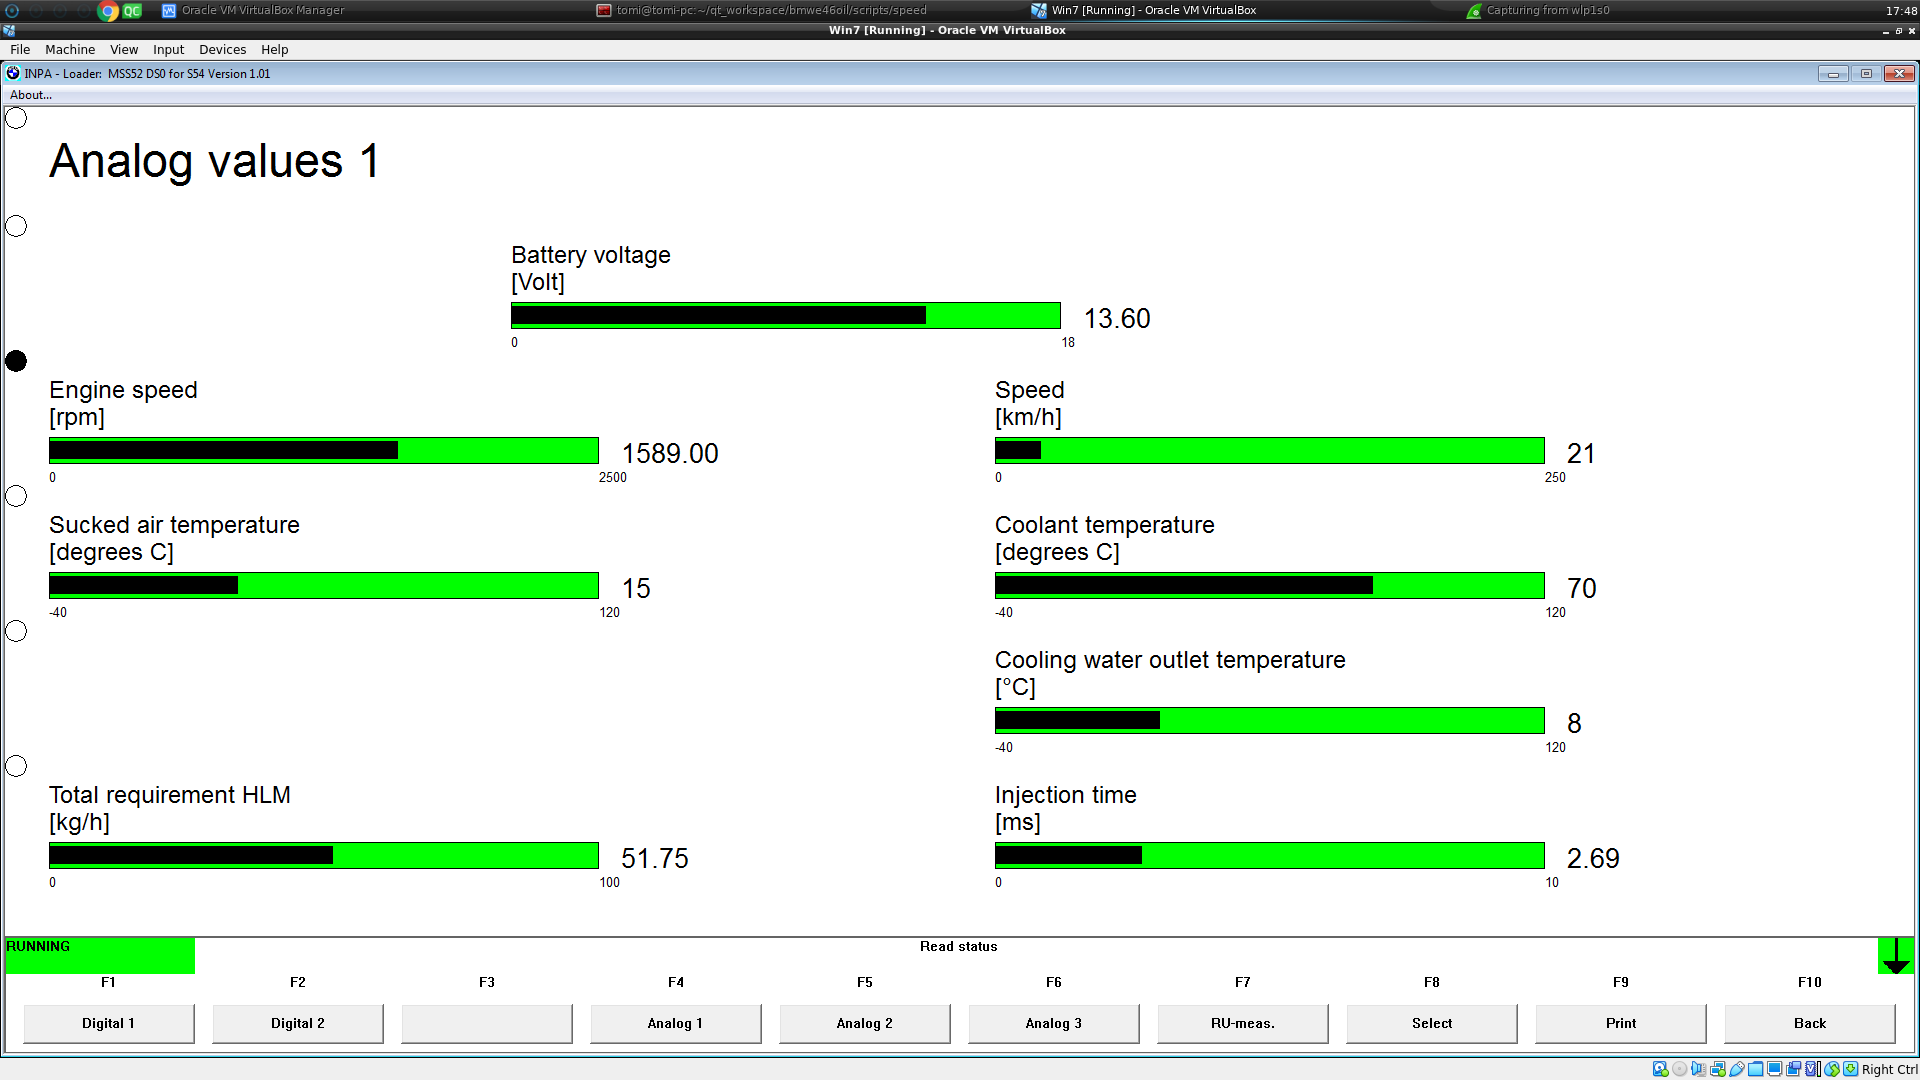 QC
Oracle VM VirtualBox Manager
tomi@tomi-pc:~/qt_workspace/bmwe46oil/scripts/speed
Win7 [Running] - Oracle VM VirtualBox
Capturing from wlp1s0
17:48
Win7 [Running] - Oracle VM VirtualBox
File Machine View Input Devices Help
INPA - Loader: MSS52 DS0 for S54 Version 1.01
About...
Analog values 1
Battery voltage
[Volt]
13.60
0 18
Engine speed
[rpm]
1589.00
0 2500
Speed
[km/h]
21
0 250
Sucked air temperature
[degrees C]
15
-40 120
Coolant temperature
[degrees C]
70
-40 120
Cooling water outlet temperature
[°C]
8
-40 120
Total requirement HLM
[kg/h]
51.75
0 100
Injection time
[ms]
2.69
0 10
RUNNING
Read status
F1 F2 F3 F4 F5 F6 F7 F8 F9 F10
Digital 1 Digital 2 Analog 1 Analog 2 Analog 3 RU-meas. Select Print Back
Right Ctrl